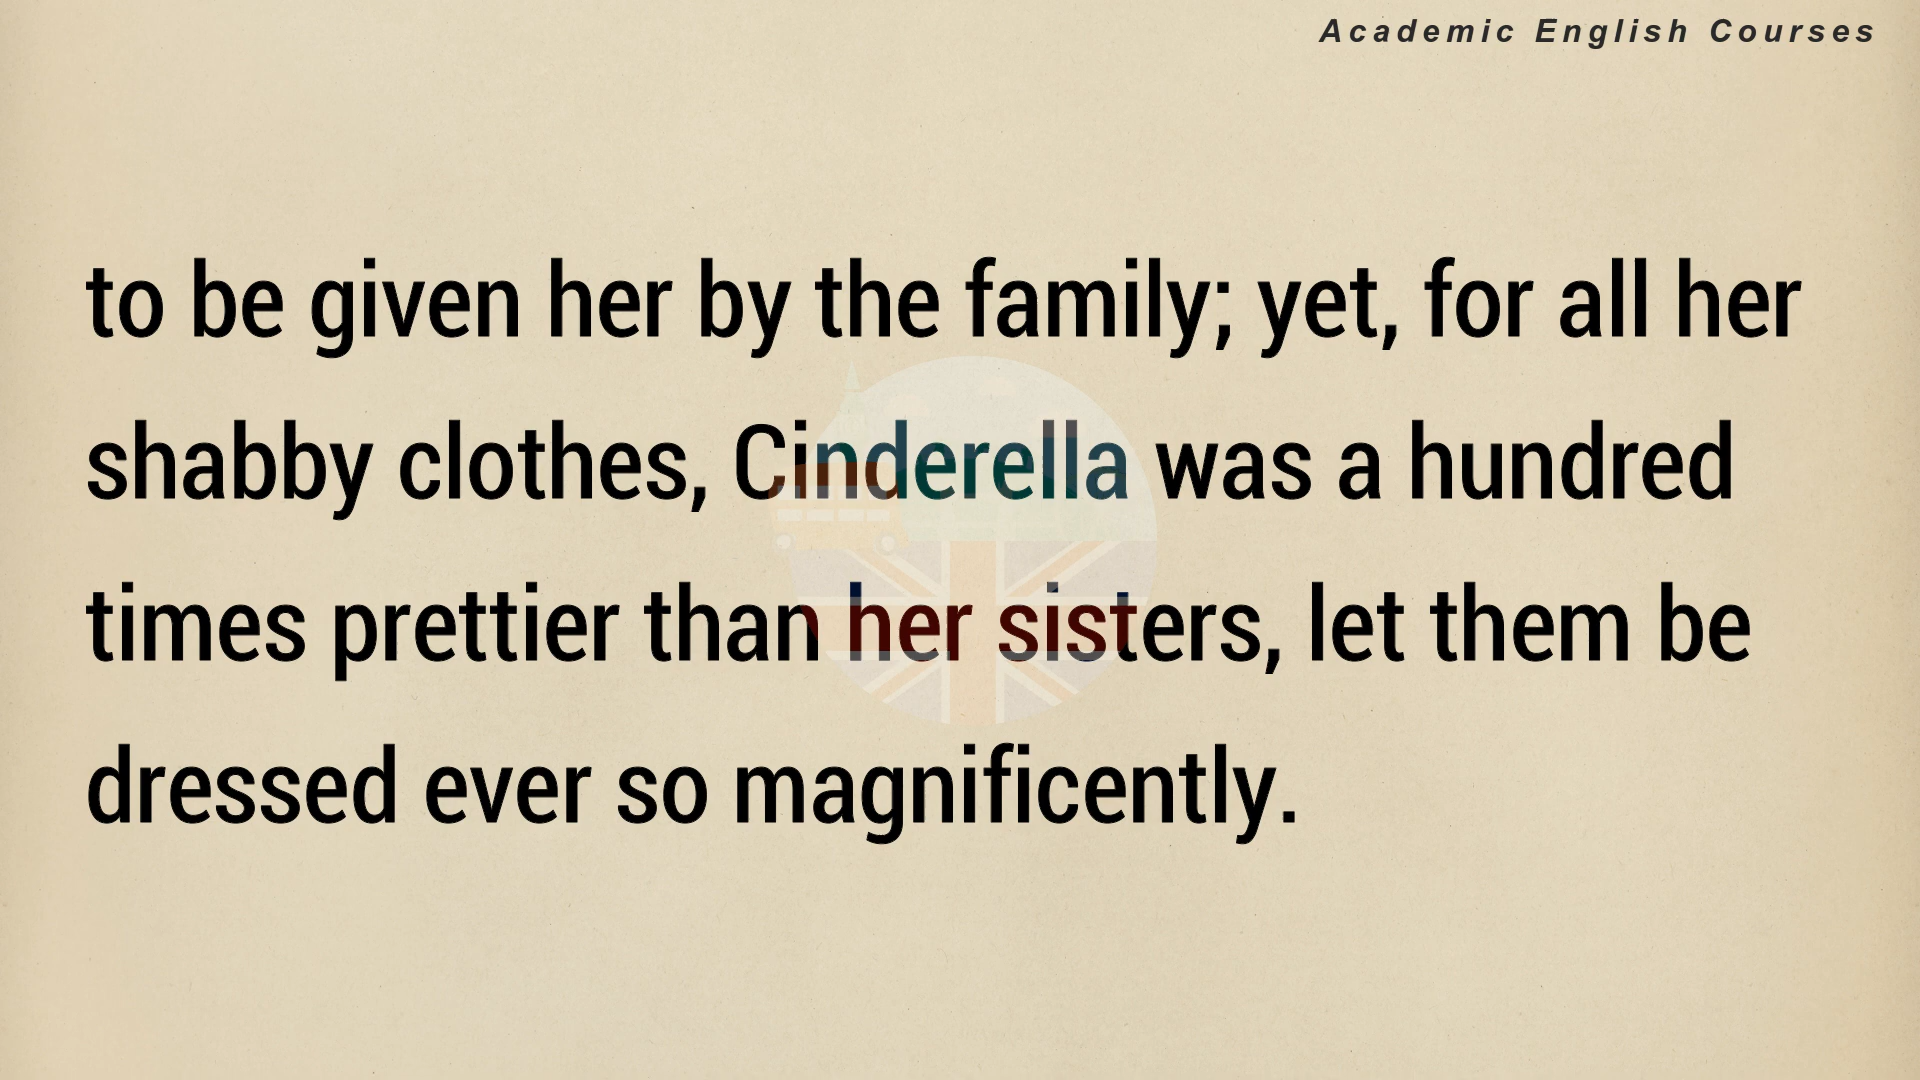 Academic English Courses
to be given her by the family; yet, for all her
shabby clothes, Cinderella was a hundred
times prettier than her sisters, let them be
dressed ever so magnificently.